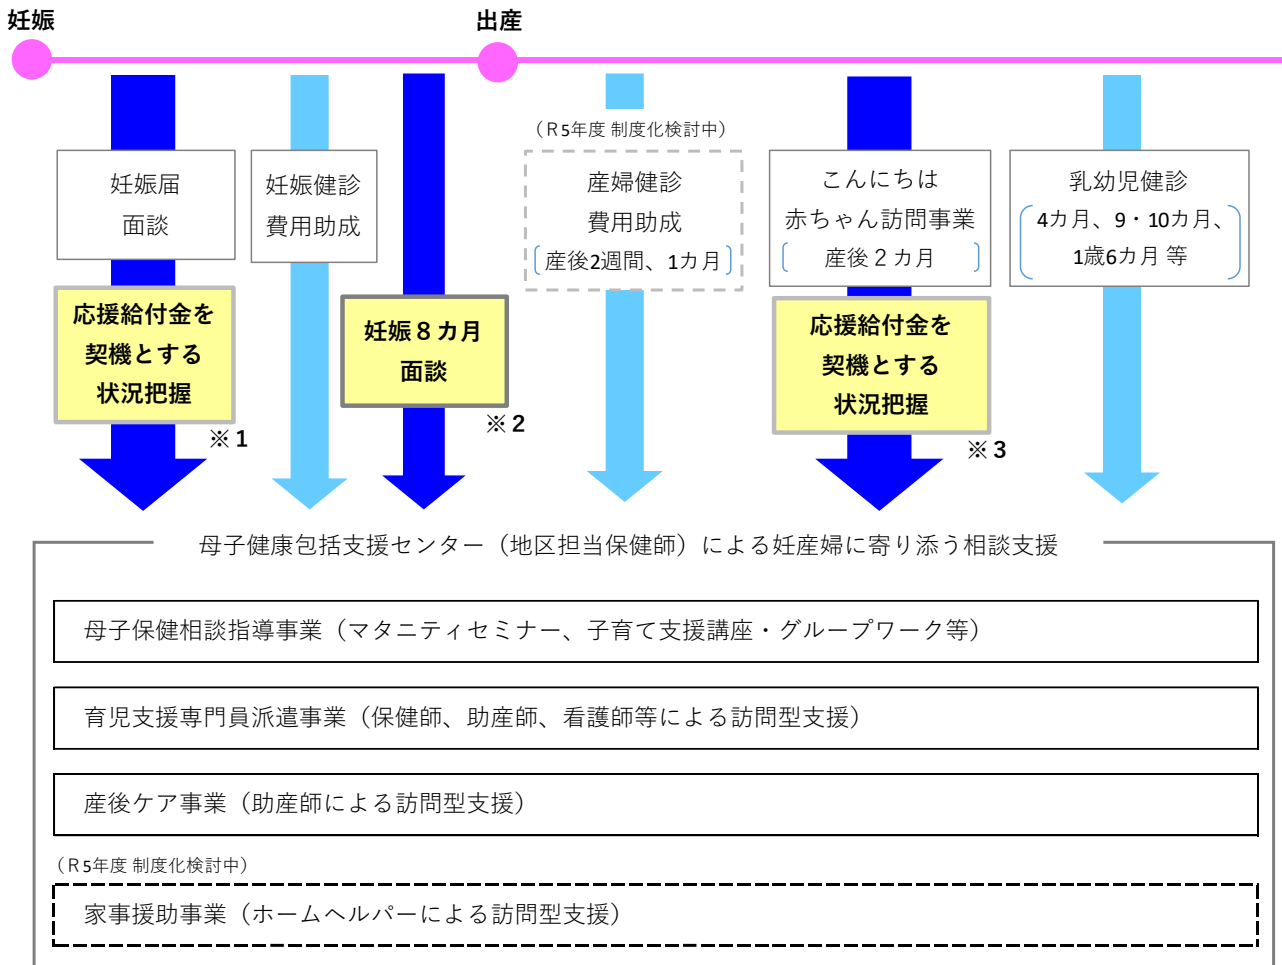 妊娠
出産
妊娠届
面談
応援給付金を
契機とする
状況把握
※1
妊娠健診
費用助成
妊娠８カ月
面談
※2
（Ｒ5年度 制度化検討中）
産婦健診
費用助成
産後2週間、1カ月
こんにちは
赤ちゃん訪問事業
産後２カ月
応援給付金を
契機とする
状況把握
※3
乳幼児健診
4カ月、9・10カ月、
1歳6カ月 等
母子健康包括支援センター（地区担当保健師）による妊産婦に寄り添う相談支援
母子保健相談指導事業（マタニティセミナー、子育て支援講座・グループワーク等）
育児支援専門員派遣事業（保健師、助産師、看護師等による訪問型支援）
産後ケア事業（助産師による訪問型支援）
（Ｒ5年度 制度化検討中）
家事援助事業（ホームヘルパーによる訪問型支援）